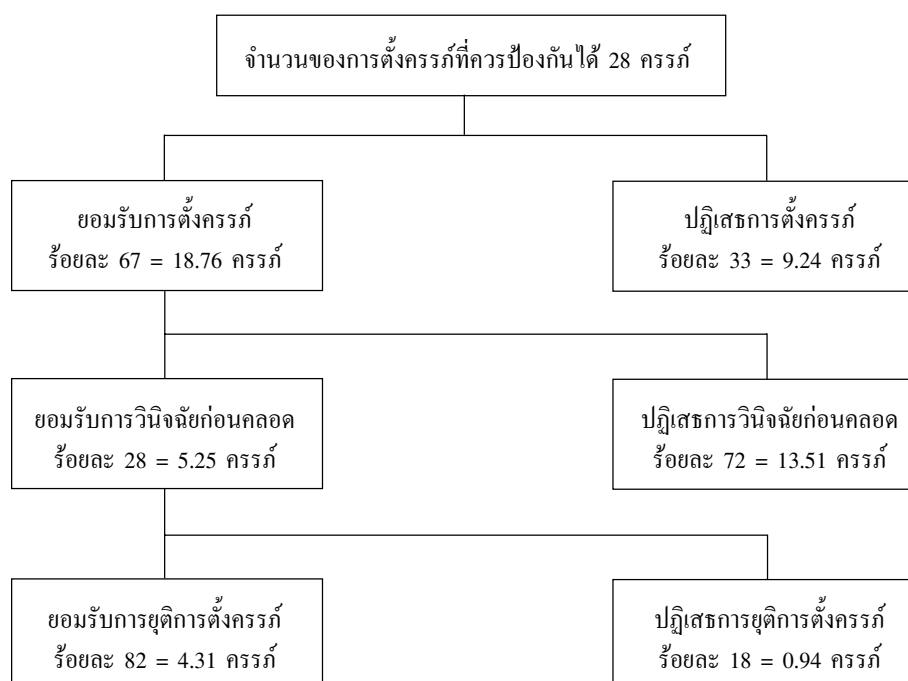 จำนวนของการตั้งครรภ์ที่ควรป้องกันได้ 28 ครรภ์
ยอมรับการตั้งครรภ์
ร้อยละ 67 = 18.76 ครรภ์
ปฏิเสธการตั้งครรภ์
ร้อยละ 33 = 9.24 ครรภ์
ยอมรับการวินิจฉัยก่อนคลอด
ร้อยละ 28 = 5.25 ครรภ์
ปฏิเสธการวินิจฉัยก่อนคลอด
ร้อยละ 72 = 13.51 ครรภ์
ยอมรับการยุติการตั้งครรภ์
ร้อยละ 82 = 4.31 ครรภ์
ปฏิเสธการยุติการตั้งครรภ์
ร้อยละ 18 = 0.94 ครรภ์